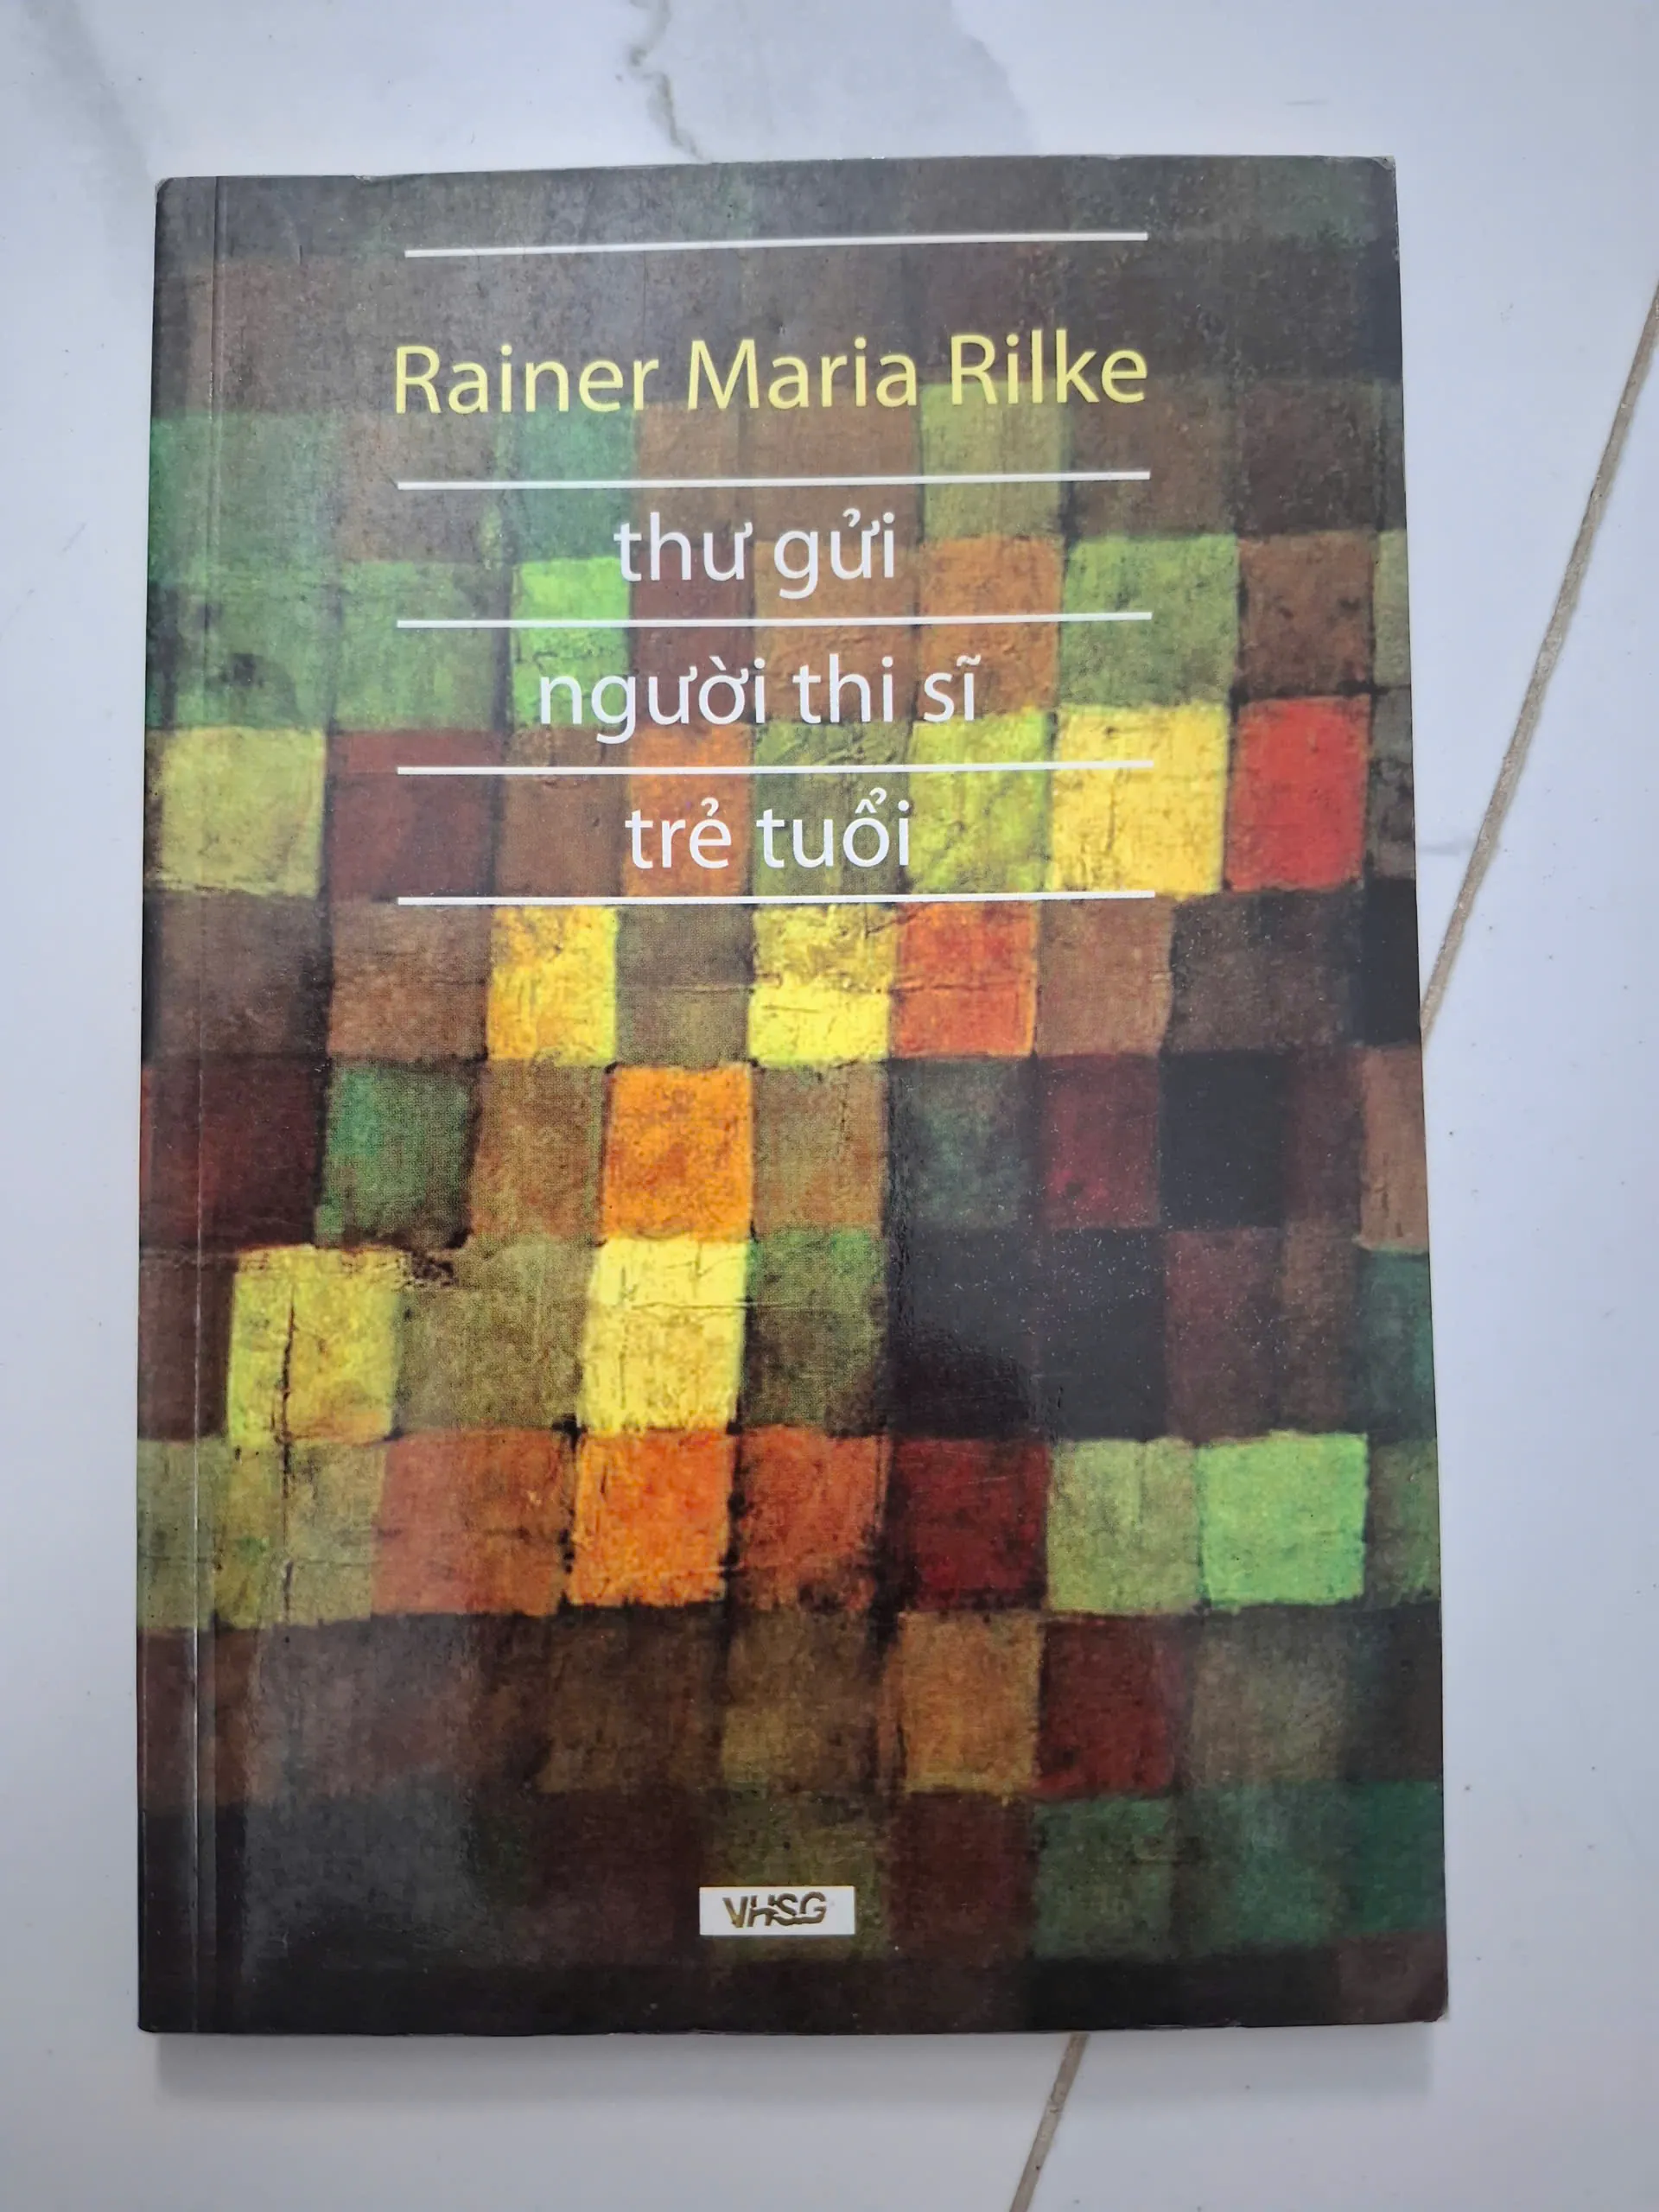 Rainer Maria Rilke
thư gửi
người thi sĩ
trẻ tuổi
VHSG